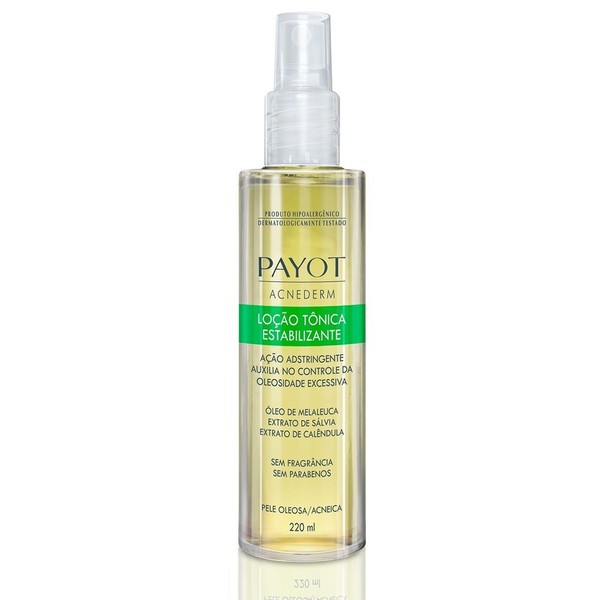 PRODUTO HIPOALERGÊNICO
DERMATOLOGICAMENTE TESTADO
PAYOT
ACNEDERM
LOÇÃO TÔNICA
ESTABILIZANTE
AÇÃO ADSTRINGENTE
AUXILIA NO CONTROLE DA
OLEOSIDADE EXCESSIVA
ÓLEO DE MELALEUCA
EXTRATO DE SÁLVIA
EXTRATO DE CALÊNDULA
SEM FRAGRÂNCIA
SEM PARABENOS
PELE OLEOSA/ACNEICA
220 ml